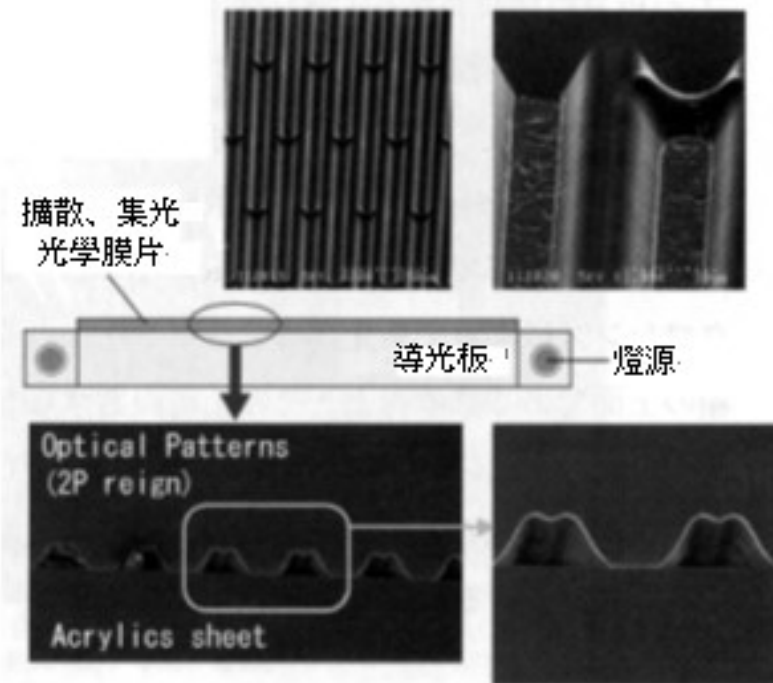 擴散、集光
光學膜片
導光板
燈源
Optical Patterns
(2P reign)
Acrylics sheet